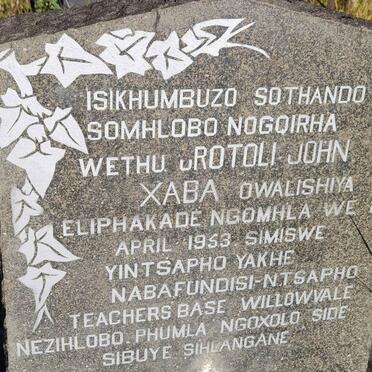 ISIKHUMBUZO SOTHANDO
SOMHLOBO NOGQIRHA
WETHU uROTOLI JOHN
XABA OWALISHIYA
ELIPHAKADE NGOMHLA WE
APRIL 1953 SIMISWE
YINTSAPHO YAKHE
NABAFUNDISI-N.TSAPHO
TEACHERS BASE WILLOWVALE
NEZIHLOBO. PHUMLA NGOXOLO SIDE
SIBUYE SIHLANGANE